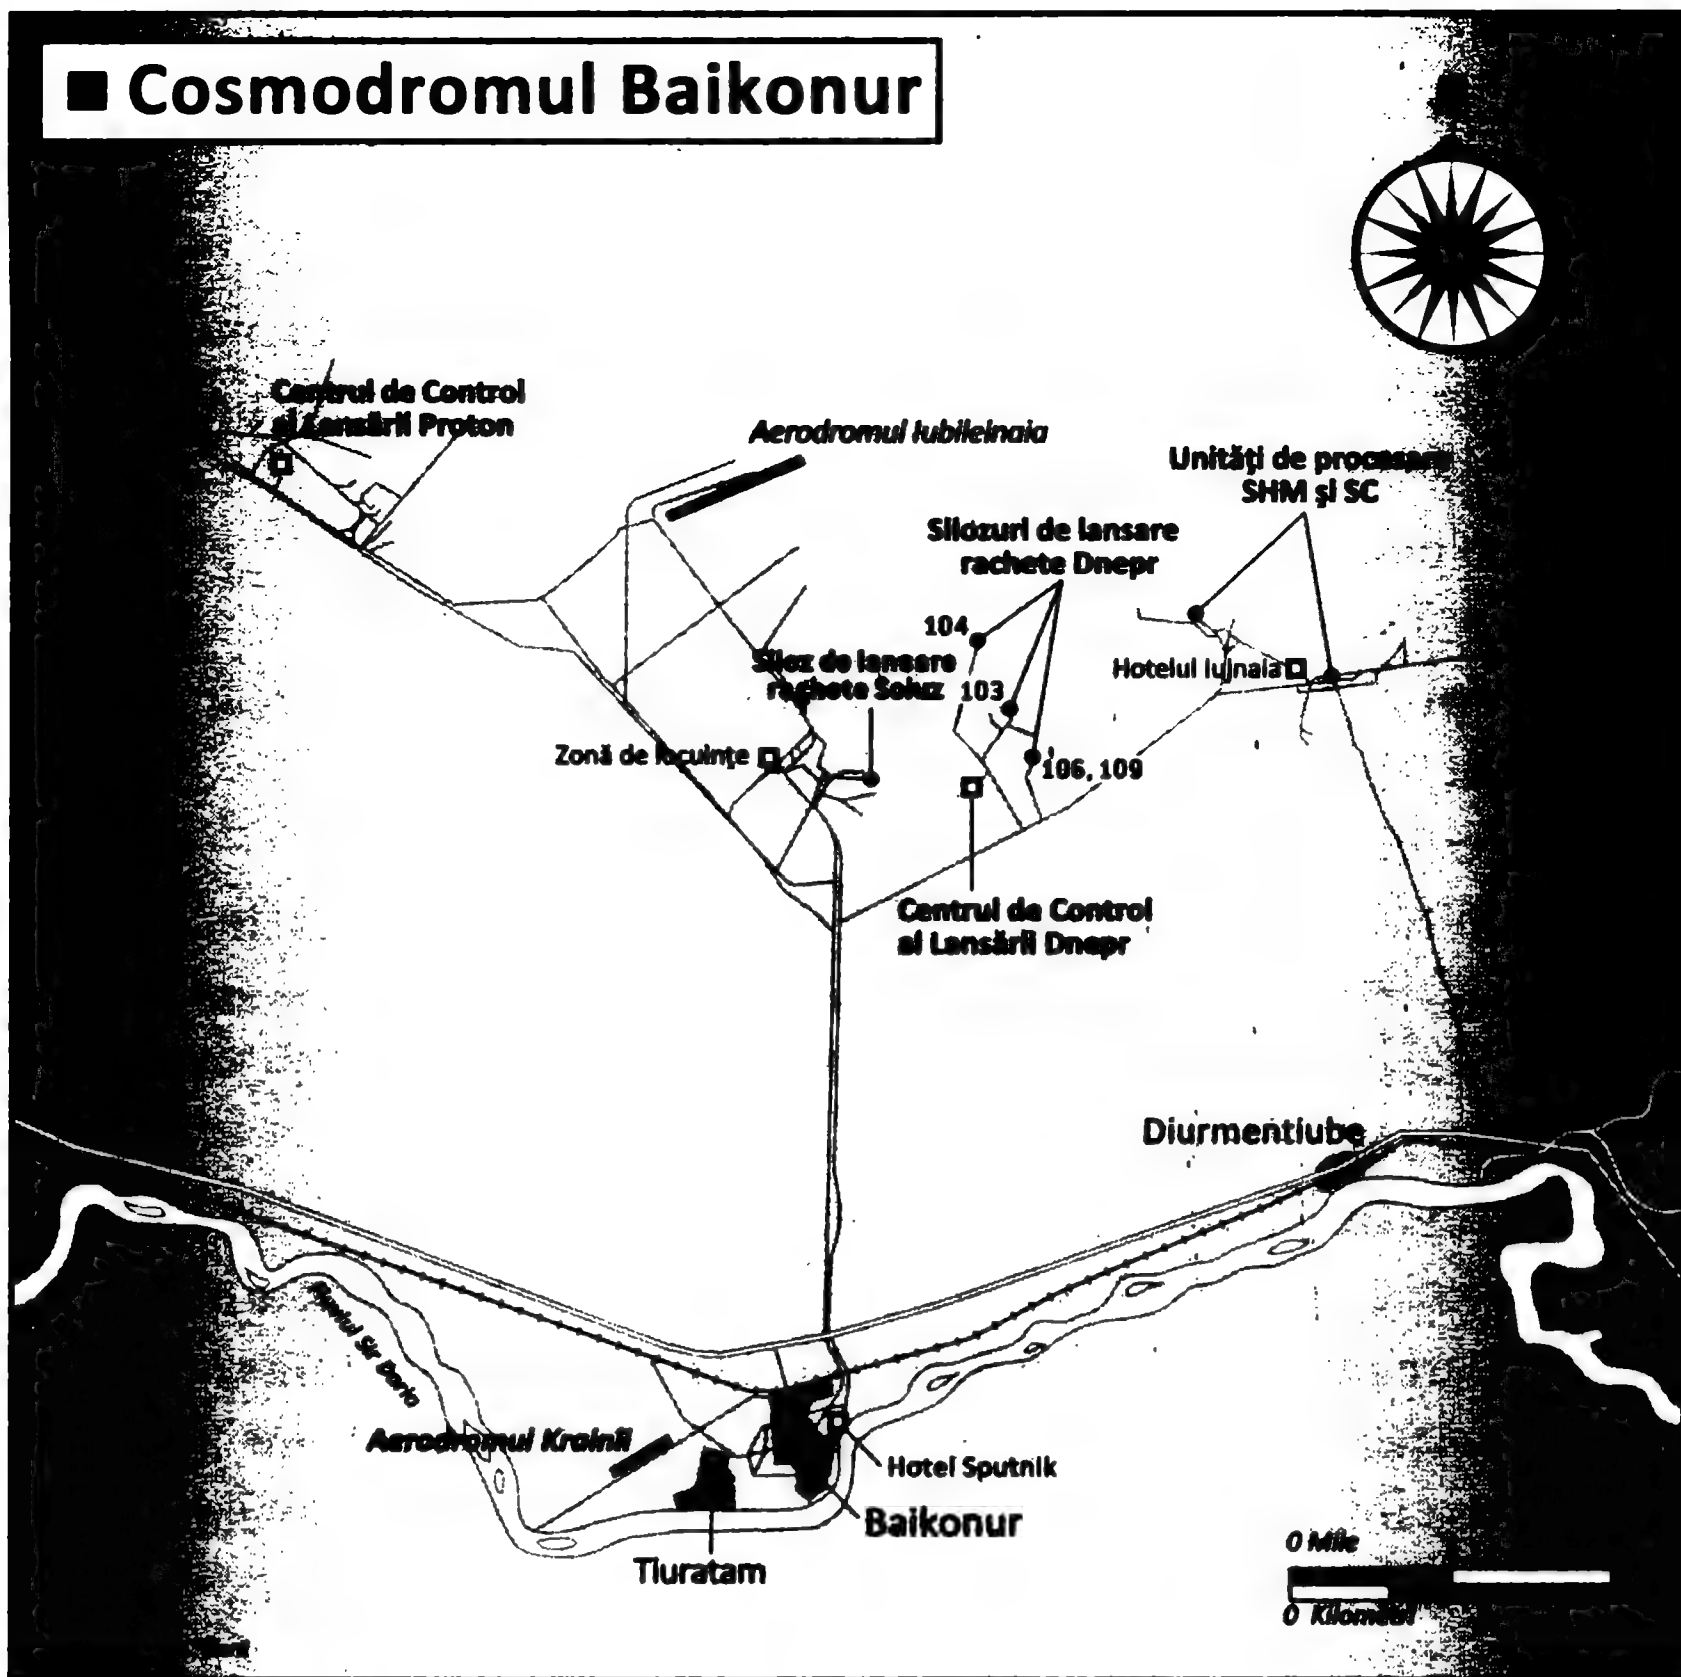 Cosmodromul Baikonur
Centrul de Control
al Lansării Proton
Aerodromul Iubileinaia
Unități de procesare
SHM și SC
Silozuri de lansare
rachete Dnepr
104
Siloz de lansare
rachete Soiuz
103
Hotelul Iujnaia
Zonă de locuințe
106, 109
Centrul de Control
al Lansării Dnepr
Diurmentiube
Fluviul Sîr Daria
Aerodromul Krainîi
Hotel Sputnik
Baikonur
Tiuratam
0 Mile
0 Kilometri